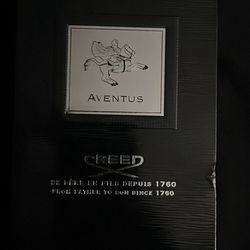 AVENTUS
CREED
DE PÈRE EN FILS DEPUIS 1760
FROM FATHER TO SON SINCE 1760